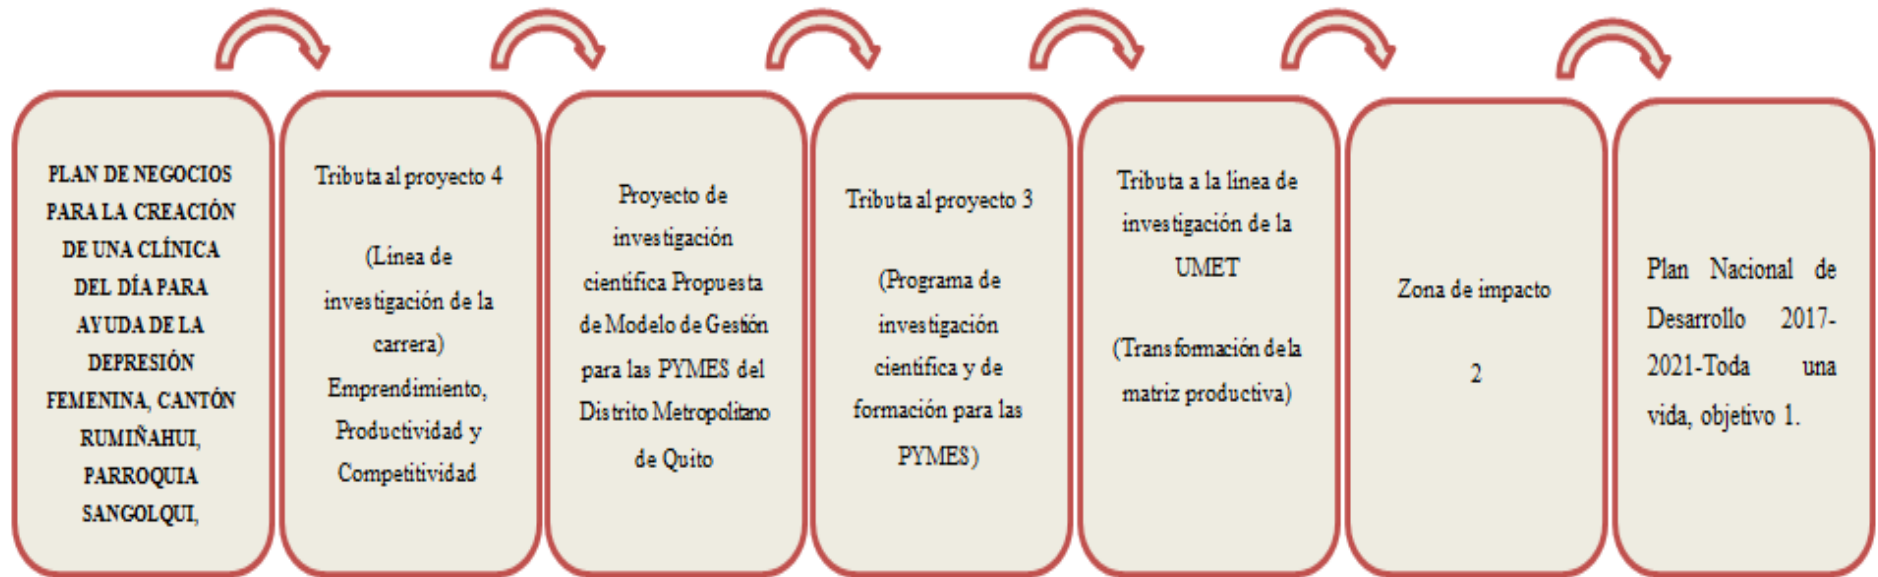 PLAN DE NEGOCIOS
PARA LA CREACIÓN
DE UNA CLÍNICA
DEL DÍA PARA
AYUDA DE LA
DEPRESIÓN
FEMENINA, CANTÓN
RUMIÑAHUI,
PARROQUIA
SANGOLQUI,
Tributa al proyecto 4
(Línea de
investigación de la
carrera)
Emprendimiento,
Productividad y
Competitividad
Proyecto de
investigación
científica Propuesta
de Modelo de Gestión
para las PYMES del
Distrito Metropolitano
de Quito
Tributa al proyecto 3
(Programa de
investigación
científica y de
formación para las
PYMES)
Tributa a la línea de
investigación de la
UMET
(Transformación de la
matriz productiva)
Zona de impacto
2
Plan Nacional de
Desarrollo 2017-
2021-Toda una
vida, objetivo 1.